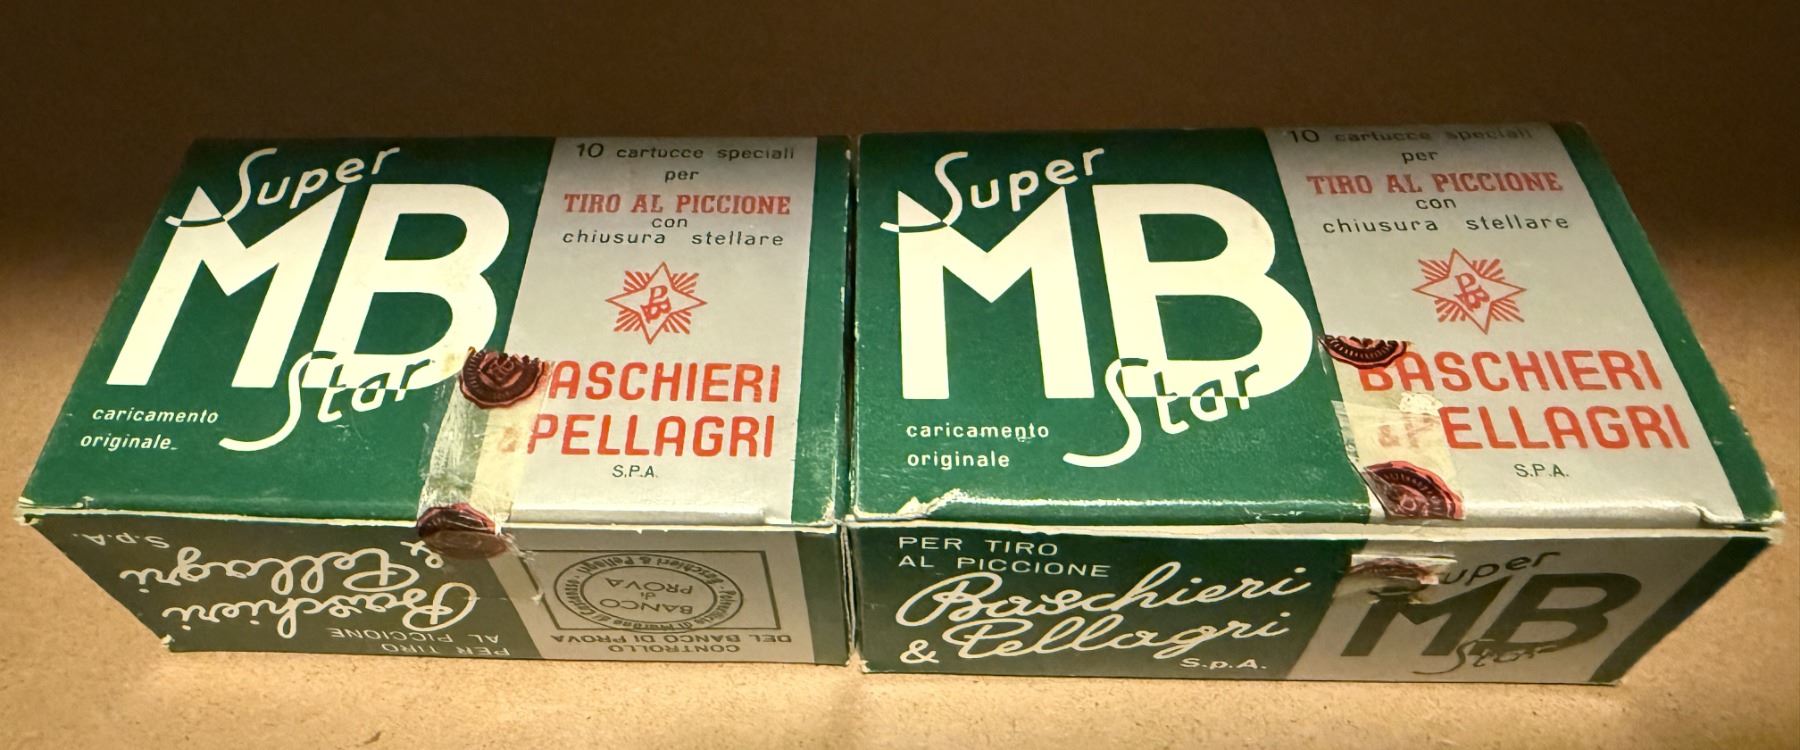 Super
MB
Star
caricamento
originale
10 cartucce speciali
per
TIRO AL PICCIONE
con
chiusura stellare
BASCHIERI
& PELLAGRI
S.P.A.
PER TIRO
AL PICCIONE
Baschieri
& Pellagri
S.p.A.
CONTROLLO
DEL BANCO DI PROVA
BANCO
di
PROVA
Baschieri & Pellagri
Super
MB
Star
caricamento
originale
10 cartucce speciali
per
TIRO AL PICCIONE
con
chiusura stellare
BASCHIERI
& PELLAGRI
S.P.A.
PER TIRO
AL PICCIONE
Baschieri
& Pellagri
S.p.A.
Super
MB
Star